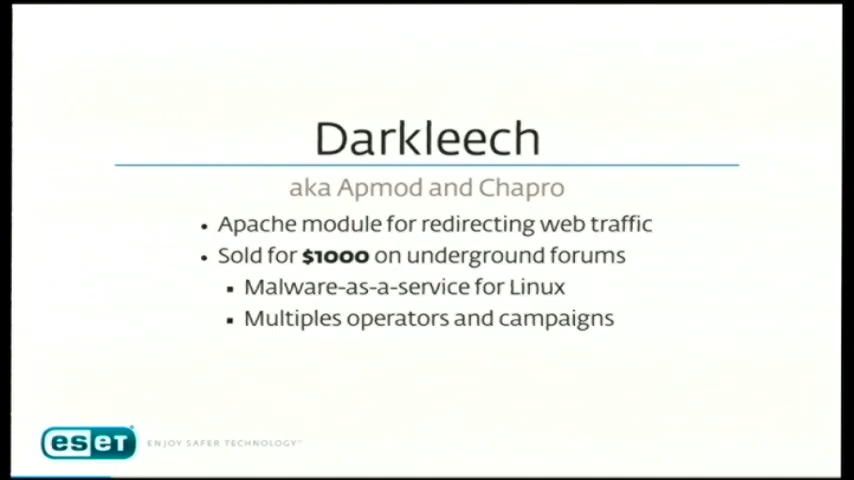 Darkleech
aka Apmod and Chapro
• Apache module for redirecting web traffic
• Sold for $1000 on underground forums
▪ Malware-as-a-service for Linux
▪ Multiples operators and campaigns
eseT ENJOY SAFER TECHNOLOGY™